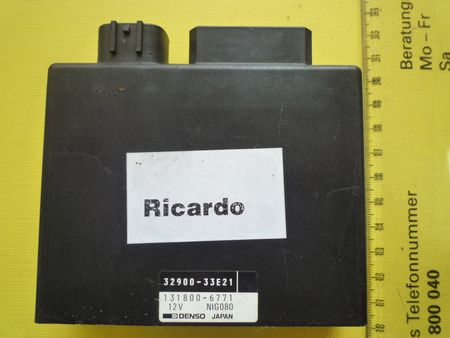 Ricardo
32900-33E21
131800-6771
12V NIG080
DENSO JAPAN
Beratung
Mo - Fr
Sa
s Telefonnummer
800 040